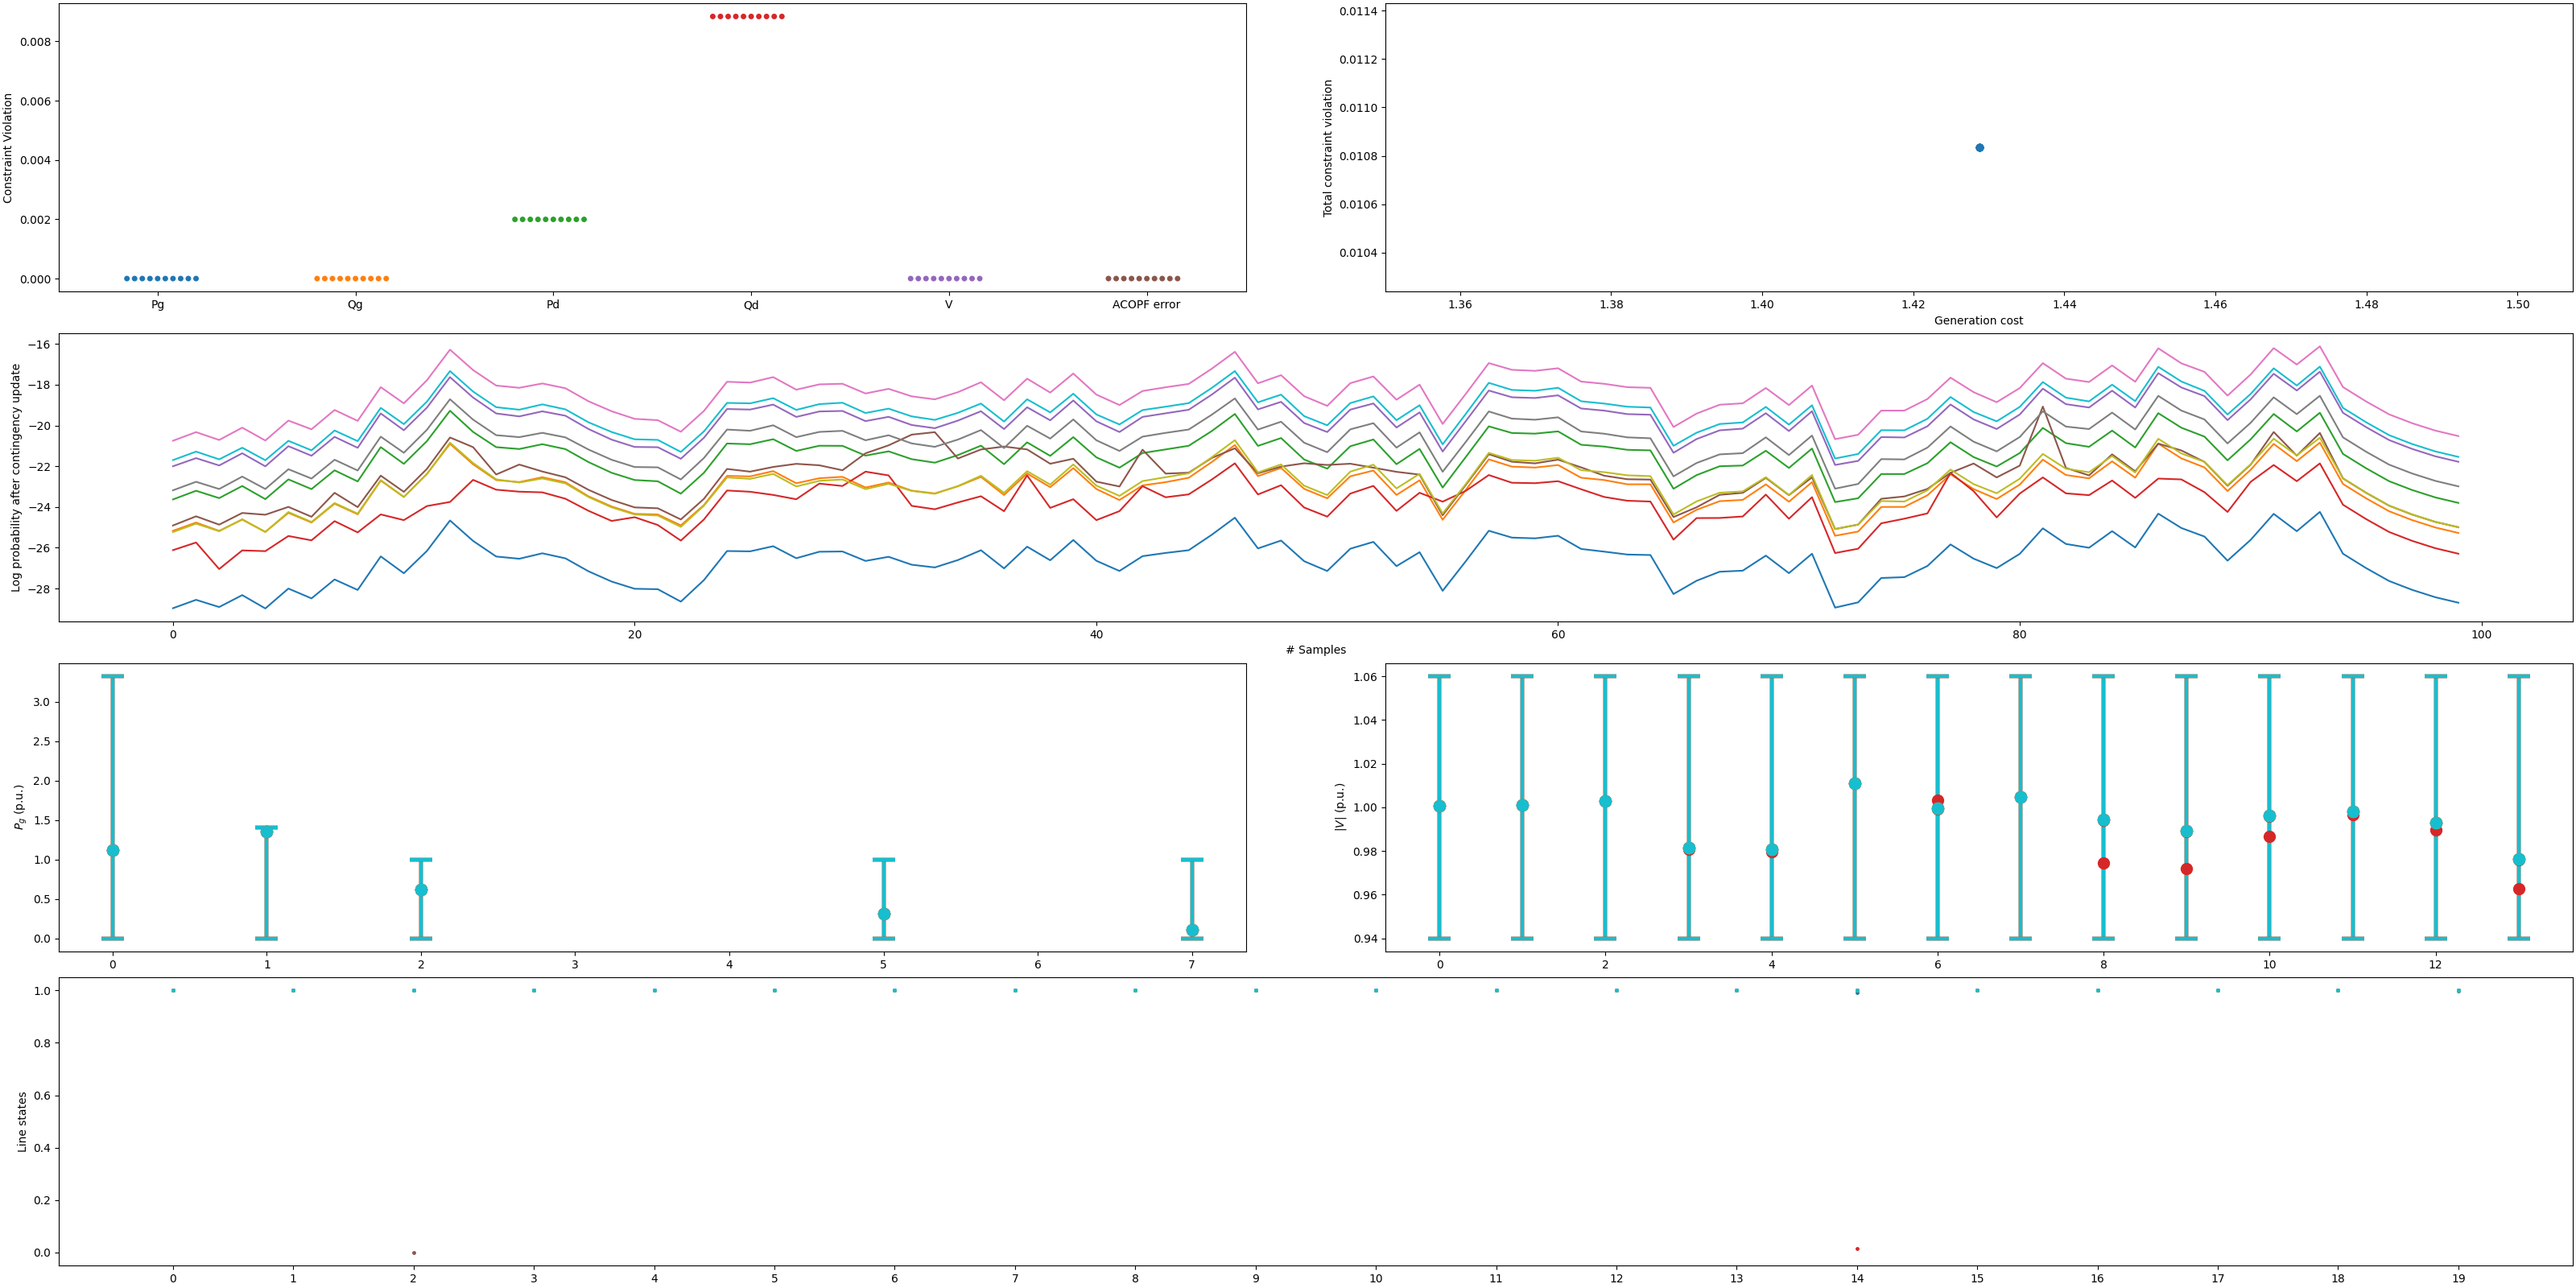 Constraint Violation
0.008
0.006
0.004
0.002
0.000
Pg Qg Pd Qd V ACOPF error
Total constraint violation
0.0114
0.0112
0.0110
0.0108
0.0106
0.0104
1.36 1.38 1.40 1.42 1.44 1.46 1.48 1.50
Generation cost
Log probability after contingency update
−16
−18
−20
−22
−24
−26
−28
0 20 40 60 80 100
# Samples
Pg (p.u.)
3.0
2.5
2.0
1.5
1.0
0.5
0.0
0 1 2 3 4 5 6 7
|V| (p.u.)
1.06
1.04
1.02
1.00
0.98
0.96
0.94
0 2 4 6 8 10 12
Line states
1.0
0.8
0.6
0.4
0.2
0.0
0 1 2 3 4 5 6 7 8 9 10 11 12 13 14 15 16 17 18 19